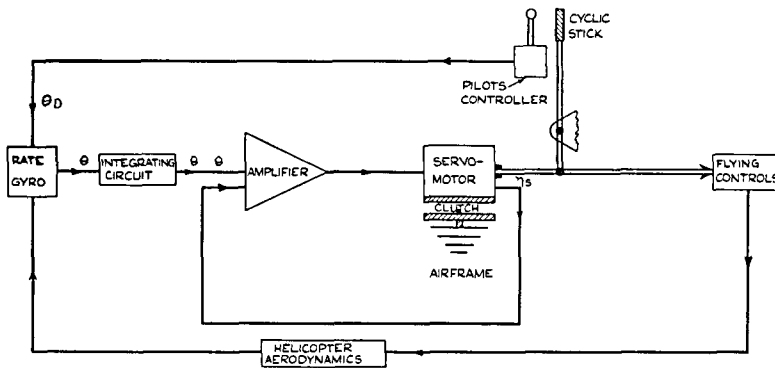 CYCLIC
STICK
PILOTS
CONTROLLER
θD
RATE
GYRO
θ
INTEGRATING
CIRCUIT
θ θ
AMPLIFIER
SERVO-
MOTOR
ηs
CLUTCH
AIRFRAME
FLYING
CONTROLS
HELICOPTER
AERODYNAMICS